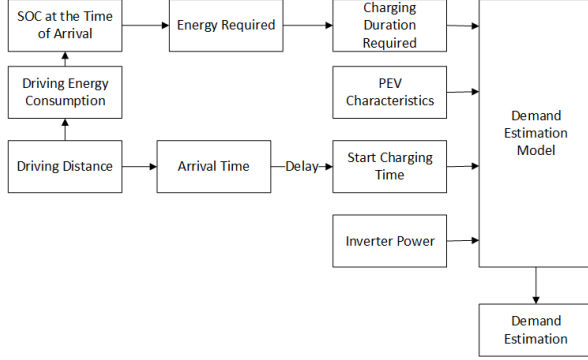 SOC at the Time
of Arrival
Energy Required
Charging
Duration
Required
Driving Energy
Consumption
PEV
Characteristics
Demand
Estimation
Model
Driving Distance
Arrival Time
Delay
Start Charging
Time
Inverter Power
Demand
Estimation